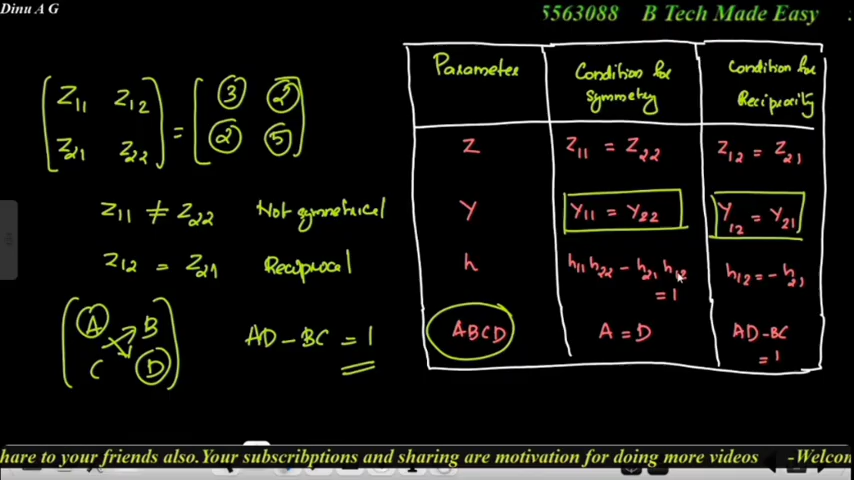 Dinu A G
5563088 B Tech Made Easy
[Z11 Z12
Z21 Z22] = [3 2
2 5]
Z11 ≠ Z22 Not symmetrical
Z12 = Z21 Reciprocal
(A B
C D) AD - BC = 1
Parameter Condition for Symmetry Condition for Reciprocity
Z Z11 = Z22 Z12 = Z21
Y Y11 = Y22 Y12 = Y21
h h11 h22 - h21 h12 = 1 h12 = - h21
ABCD A = D AD-BC = 1
hare to your friends also.Your subscribptions and sharing are motivation for doing more videos -Welcon